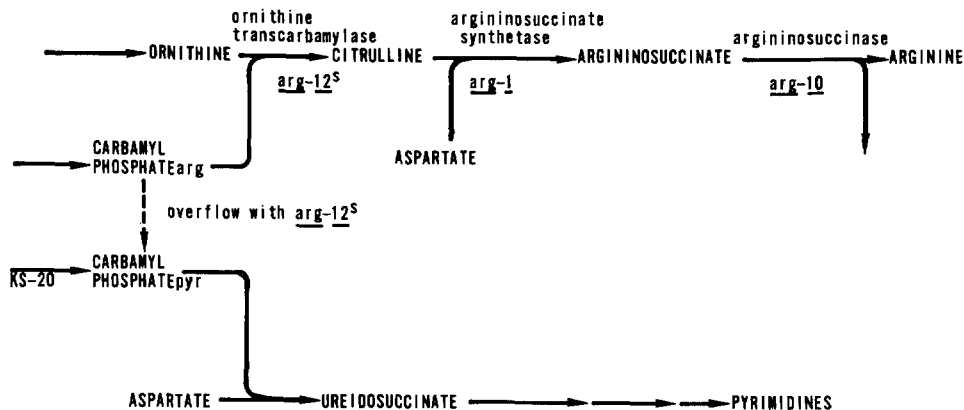 ornithine
transcarbamylase
argininosuccinate
synthetase
argininosuccinase
ORNITHINE
CITRULLINE
ARGININOSUCCINATE
ARGININE
arg-12s
arg-1
arg-10
ASPARTATE
CARBAMYL
PHOSPHATEarg
overflow with arg-12s
KS-20
CARBAMYL
PHOSPHATEpyr
ASPARTATE
UREIDOSUCCINATE
PYRIMIDINES